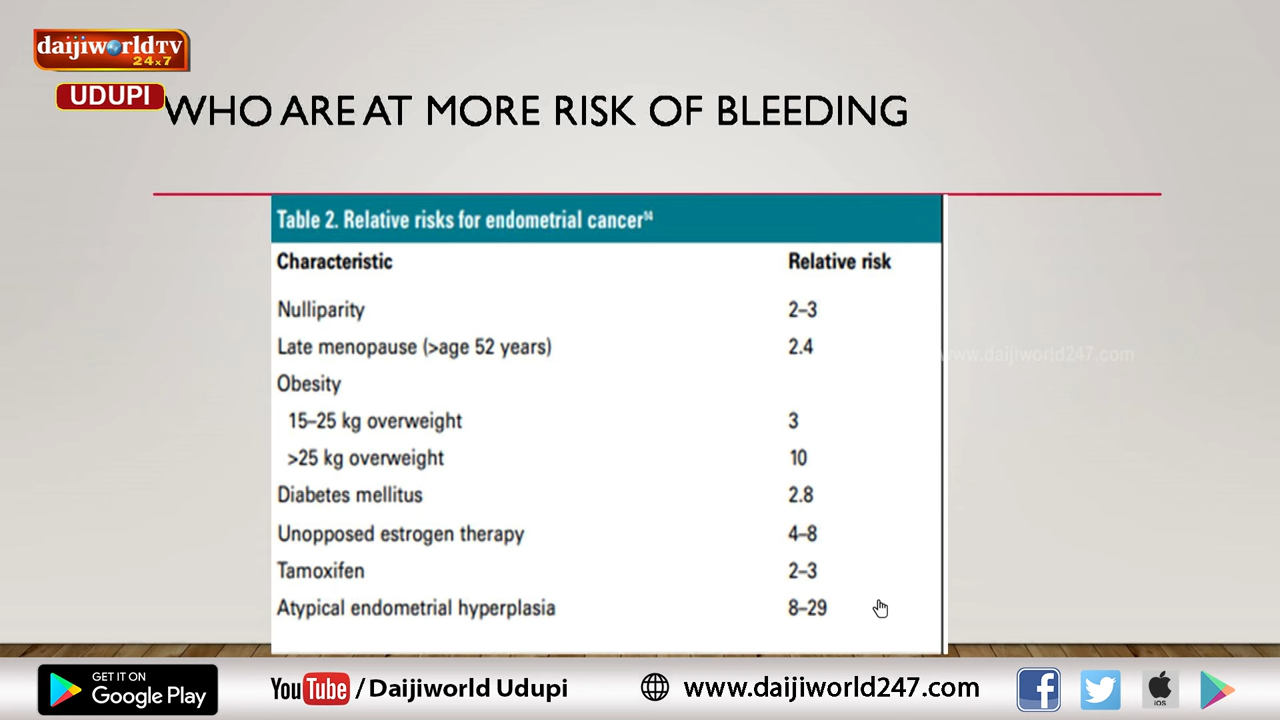 daijiworldTV
24x7
UDUPI
WHO ARE AT MORE RISK OF BLEEDING
Table 2. Relative risks for endometrial cancer¹⁴
Characteristic Relative risk
Nulliparity 2–3
Late menopause (>age 52 years) 2.4
www.daijiworld247.com
Obesity
15–25 kg overweight 3
>25 kg overweight 10
Diabetes mellitus 2.8
Unopposed estrogen therapy 4–8
Tamoxifen 2–3
Atypical endometrial hyperplasia 8–29
GET IT ON
Google Play
YouTube / Daijiworld Udupi
www.daijiworld247.com
iOS